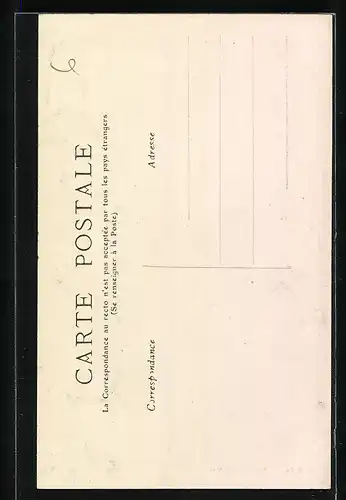 6
CARTE POSTALE
La Correspondance au recto n'est pas acceptée par tous les pays étrangers
(Se renseigner à la Poste)
Correspondance
Adresse